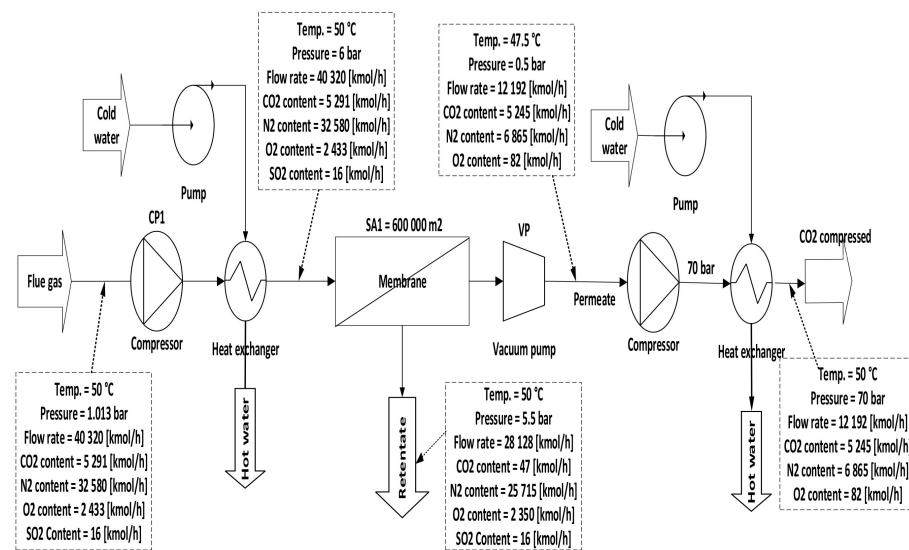 Temp. = 50 °C
Pressure = 6 bar
Flow rate = 40 320 [kmol/h]
CO2 content = 5 291 [kmol/h]
N2 content = 32 580 [kmol/h]
O2 content = 2 433 [kmol/h]
SO2 content = 16 [kmol/h]
Temp. = 47.5 °C
Pressure = 0.5 bar
Flow rate = 12 192 [kmol/h]
CO2 content = 5 245 [kmol/h]
N2 content = 6 865 [kmol/h]
O2 content = 82 [kmol/h]
Cold
water
Pump
Cold
water
Pump
CP1
SA1 = 600 000 m2
VP
CO2 compressed
Flue gas
Membrane
70 bar
Permeate
Compressor
Heat exchanger
Vacuum pump
Compressor
Heat exchanger
Hot water
Retentate
Hot water
Temp. = 50 °C
Pressure = 1.013 bar
Flow rate = 40 320 [kmol/h]
CO2 content = 5 291 [kmol/h]
N2 content = 32 580 [kmol/h]
O2 content = 2 433 [kmol/h]
SO2 Content = 16 [kmol/h]
Temp. = 50 °C
Pressure = 5.5 bar
Flow rate = 28 128 [kmol/h]
CO2 content = 47 [kmol/h]
N2 content = 25 715 [kmol/h]
O2 content = 2 350 [kmol/h]
SO2 content = 16 [kmol/h]
Temp. = 50 °C
Pressure = 70 bar
Flow rate = 12 192 [kmol/h]
CO2 content = 5 245 [kmol/h]
N2 content = 6 865 [kmol/h]
O2 content = 82 [kmol/h]